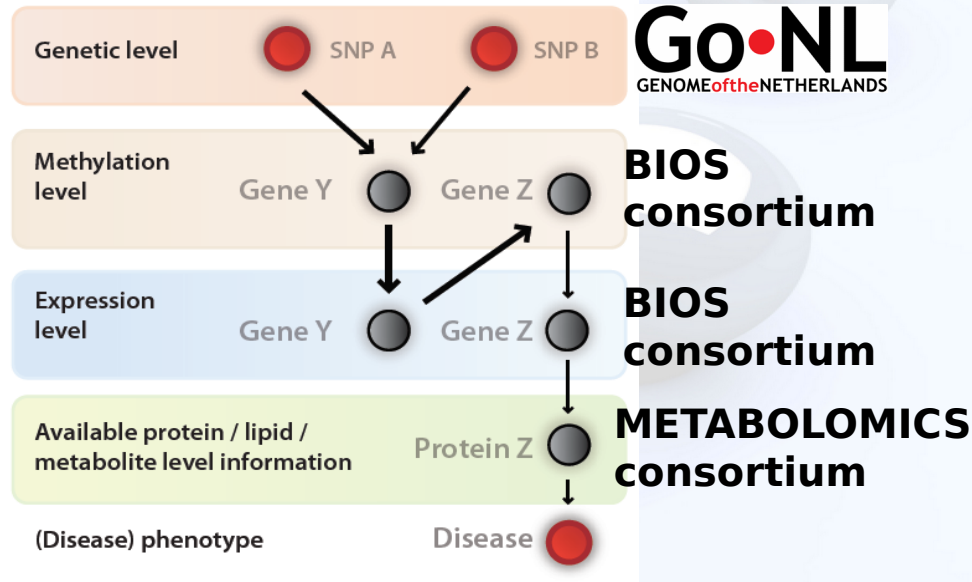 Genetic level
SNP A
SNP B
Go•NL
GENOMEoftheNETHERLANDS
Methylation
level
Gene Y
Gene Z
BIOS
consortium
Expression
level
Gene Y
Gene Z
BIOS
consortium
Available protein / lipid /
metabolite level information
Protein Z
METABOLOMICS
consortium
(Disease) phenotype
Disease